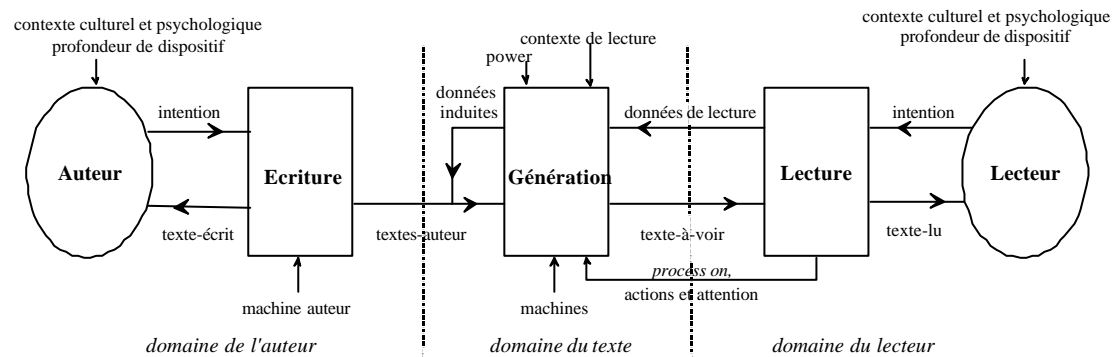 contexte culturel et psychologique
profondeur de dispositif
contexte de lecture
power
contexte culturel et psychologique
profondeur de dispositif
intention
données
induites
données de lecture
intention
Auteur
Ecriture
Génération
Lecture
Lecteur
texte-écrit
textes-auteur
texte-à-voir
texte-lu
process on,
actions et attention
machine auteur
machines
domaine de l'auteur
domaine du texte
domaine du lecteur